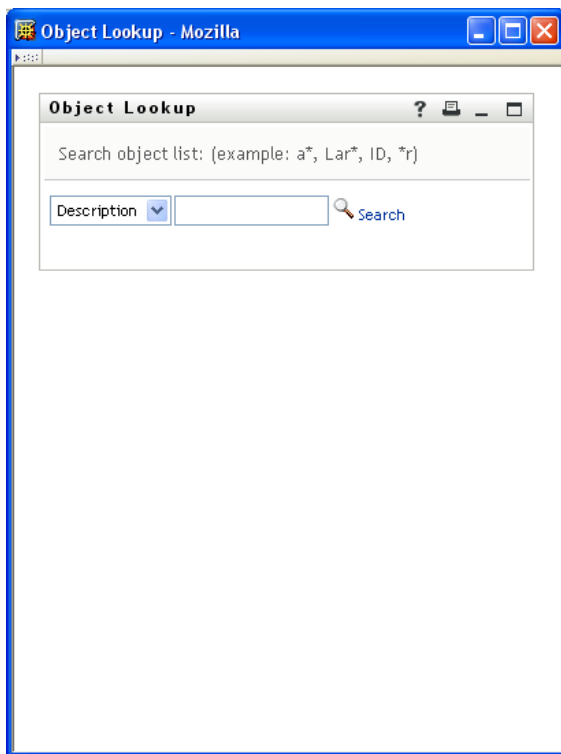 Object Lookup - Mozilla
Object Lookup ?
Search object list: (example: a*, Lar*, ID, *r)
Description Search